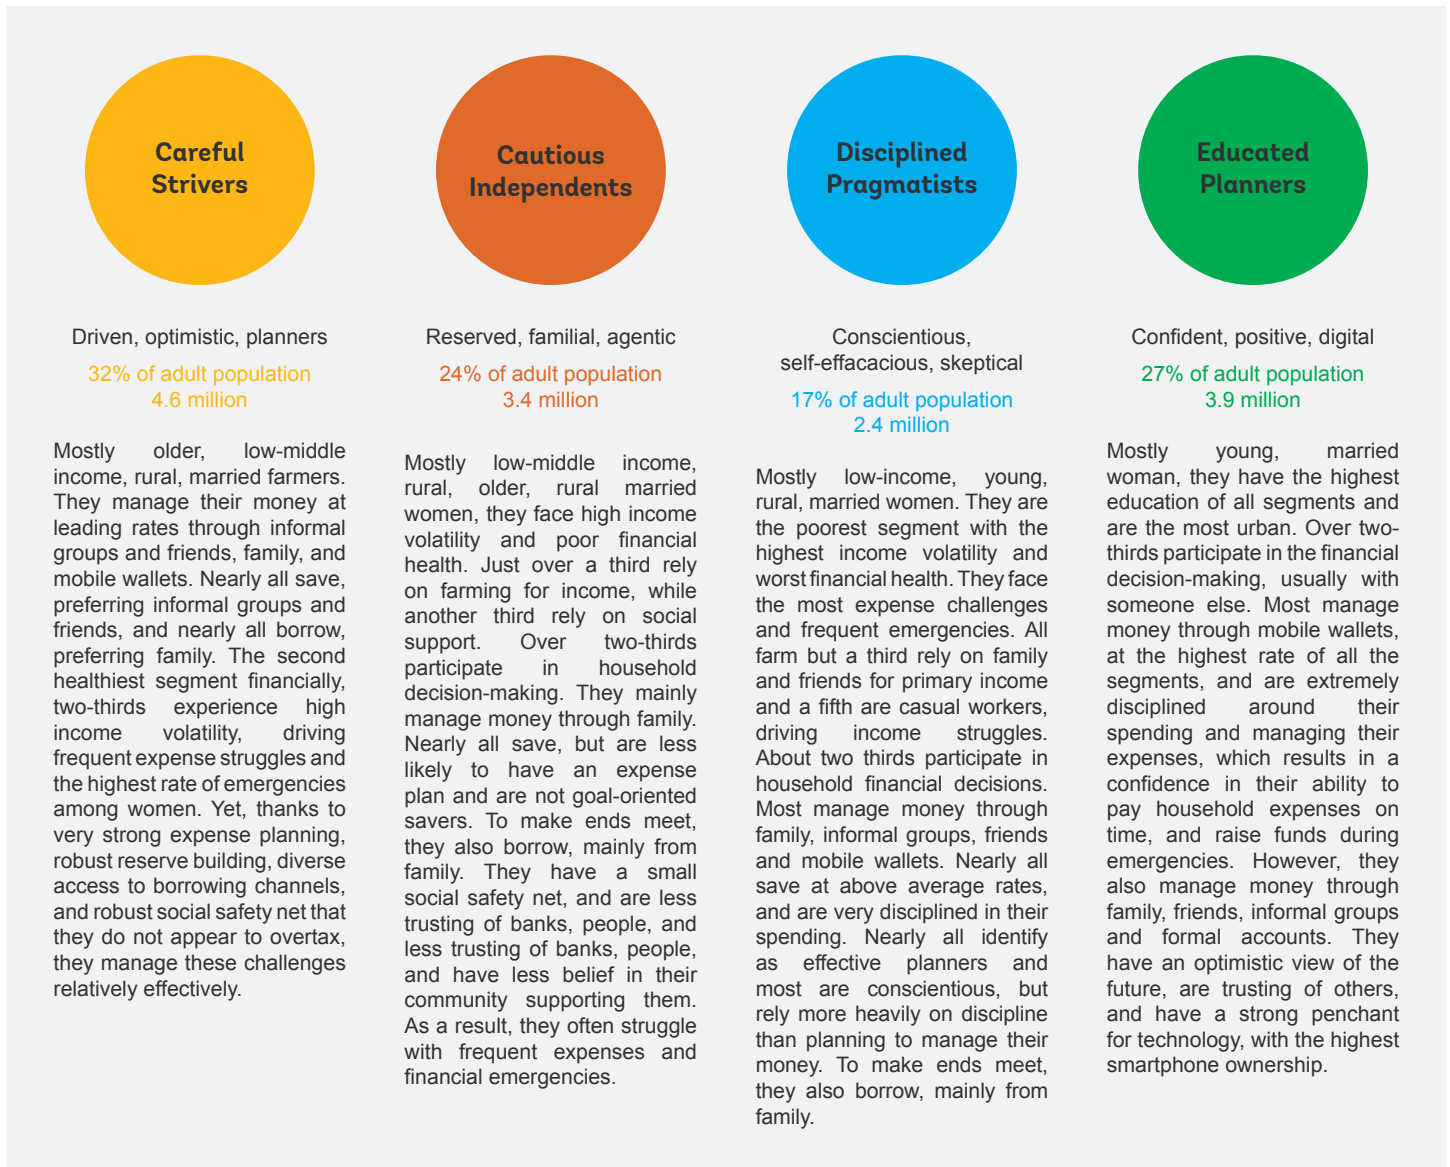 Careful
Strivers
Driven, optimistic, planners
32% of adult population
4.6 million
Mostly older, low-middle
income, rural, married farmers.
They manage their money at
leading rates through informal
groups and friends, family, and
mobile wallets. Nearly all save,
preferring informal groups and
friends, and nearly all borrow,
preferring family. The second
healthiest segment financially,
two-thirds experience high
income volatility, driving
frequent expense struggles and
the highest rate of emergencies
among women. Yet, thanks to
very strong expense planning,
robust reserve building, diverse
access to borrowing channels,
and robust social safety net that
they do not appear to overtax,
they manage these challenges
relatively effectively.
Cautious
Independents
Reserved, familial, agentic
24% of adult population
3.4 million
Mostly low-middle income,
rural, older, rural married
women, they face high income
volatility and poor financial
health. Just over a third rely
on farming for income, while
another third rely on social
support. Over two-thirds
participate in household
decision-making. They mainly
manage money through family.
Nearly all save, but are less
likely to have an expense
plan and are not goal-oriented
savers. To make ends meet,
they also borrow, mainly from
family. They have a small
social safety net, and are less
trusting of banks, people, and
less trusting of banks, people,
and have less belief in their
community supporting them.
As a result, they often struggle
with frequent expenses and
financial emergencies.
Disciplined
Pragmatists
Conscientious,
self-effacacious, skeptical
17% of adult population
2.4 million
Mostly low-income, young,
rural, married women. They are
the poorest segment with the
highest income volatility and
worst financial health. They face
the most expense challenges
and frequent emergencies. All
farm but a third rely on family
and friends for primary income
and a fifth are casual workers,
driving income struggles.
About two thirds participate in
household financial decisions.
Most manage money through
family, informal groups, friends
and mobile wallets. Nearly all
save at above average rates,
and are very disciplined in their
spending. Nearly all identify
as effective planners and
most are conscientious, but
rely more heavily on discipline
than planning to manage their
money. To make ends meet,
they also borrow, mainly from
family.
Educated
Planners
Confident, positive, digital
27% of adult population
3.9 million
Mostly young, married
woman, they have the highest
education of all segments and
are the most urban. Over two-
thirds participate in the financial
decision-making, usually with
someone else. Most manage
money through mobile wallets,
at the highest rate of all the
segments, and are extremely
disciplined around their
spending and managing their
expenses, which results in a
confidence in their ability to
pay household expenses on
time, and raise funds during
emergencies. However, they
also manage money through
family, friends, informal groups
and formal accounts. They
have an optimistic view of the
future, are trusting of others,
and have a strong penchant
for technology, with the highest
smartphone ownership.